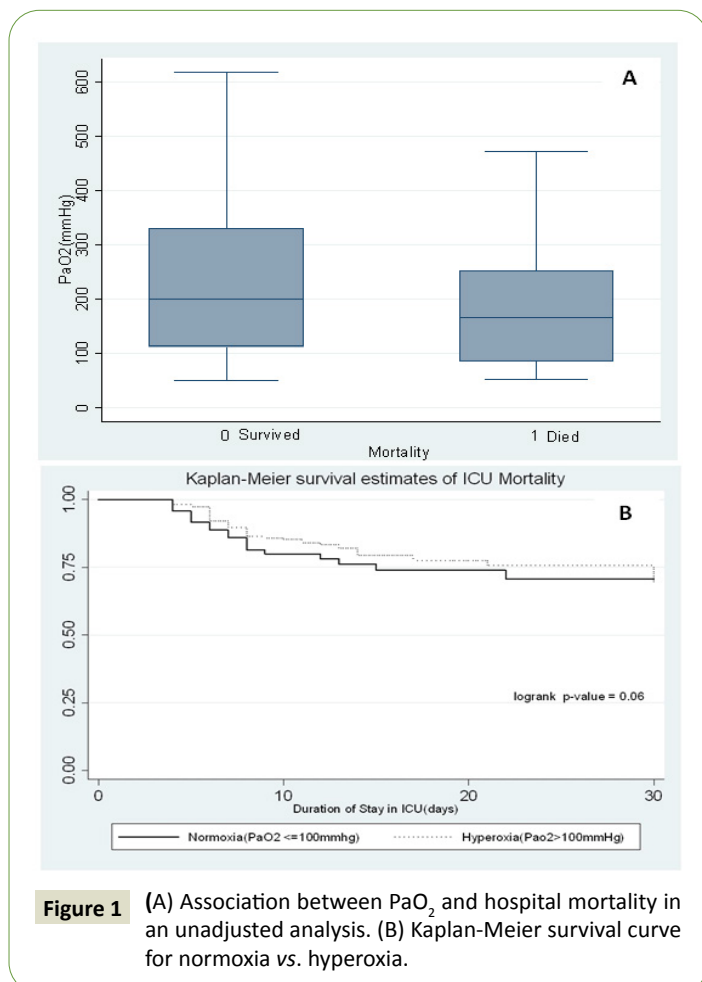 A
PaO2(mmHg)
600
500
400
300
200
100
0
0 Survived
1 Died
Mortality
Kaplan-Meier survival estimates of ICU Mortality
B
1.00
0.75
0.50
0.25
0.00
logrank p-value = 0.06
0
10
20
30
Duration of Stay in ICU(days)
Normoxia(PaO2 <=100mmhg)
Hyperoxia(Pao2>100mmHg)
Figure 1
(A) Association between PaO₂ and hospital mortality in
an unadjusted analysis. (B) Kaplan-Meier survival curve
for normoxia vs. hyperoxia.